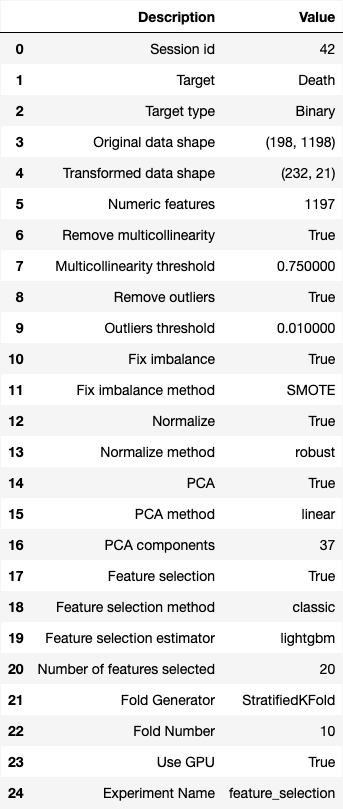 Description Value
0 Session id 42
1 Target Death
2 Target type Binary
3 Original data shape (198, 1198)
4 Transformed data shape (232, 21)
5 Numeric features 1197
6 Remove multicollinearity True
7 Multicollinearity threshold 0.750000
8 Remove outliers True
9 Outliers threshold 0.010000
10 Fix imbalance True
11 Fix imbalance method SMOTE
12 Normalize True
13 Normalize method robust
14 PCA True
15 PCA method linear
16 PCA components 37
17 Feature selection True
18 Feature selection method classic
19 Feature selection estimator lightgbm
20 Number of features selected 20
21 Fold Generator StratifiedKFold
22 Fold Number 10
23 Use GPU True
24 Experiment Name feature_selection